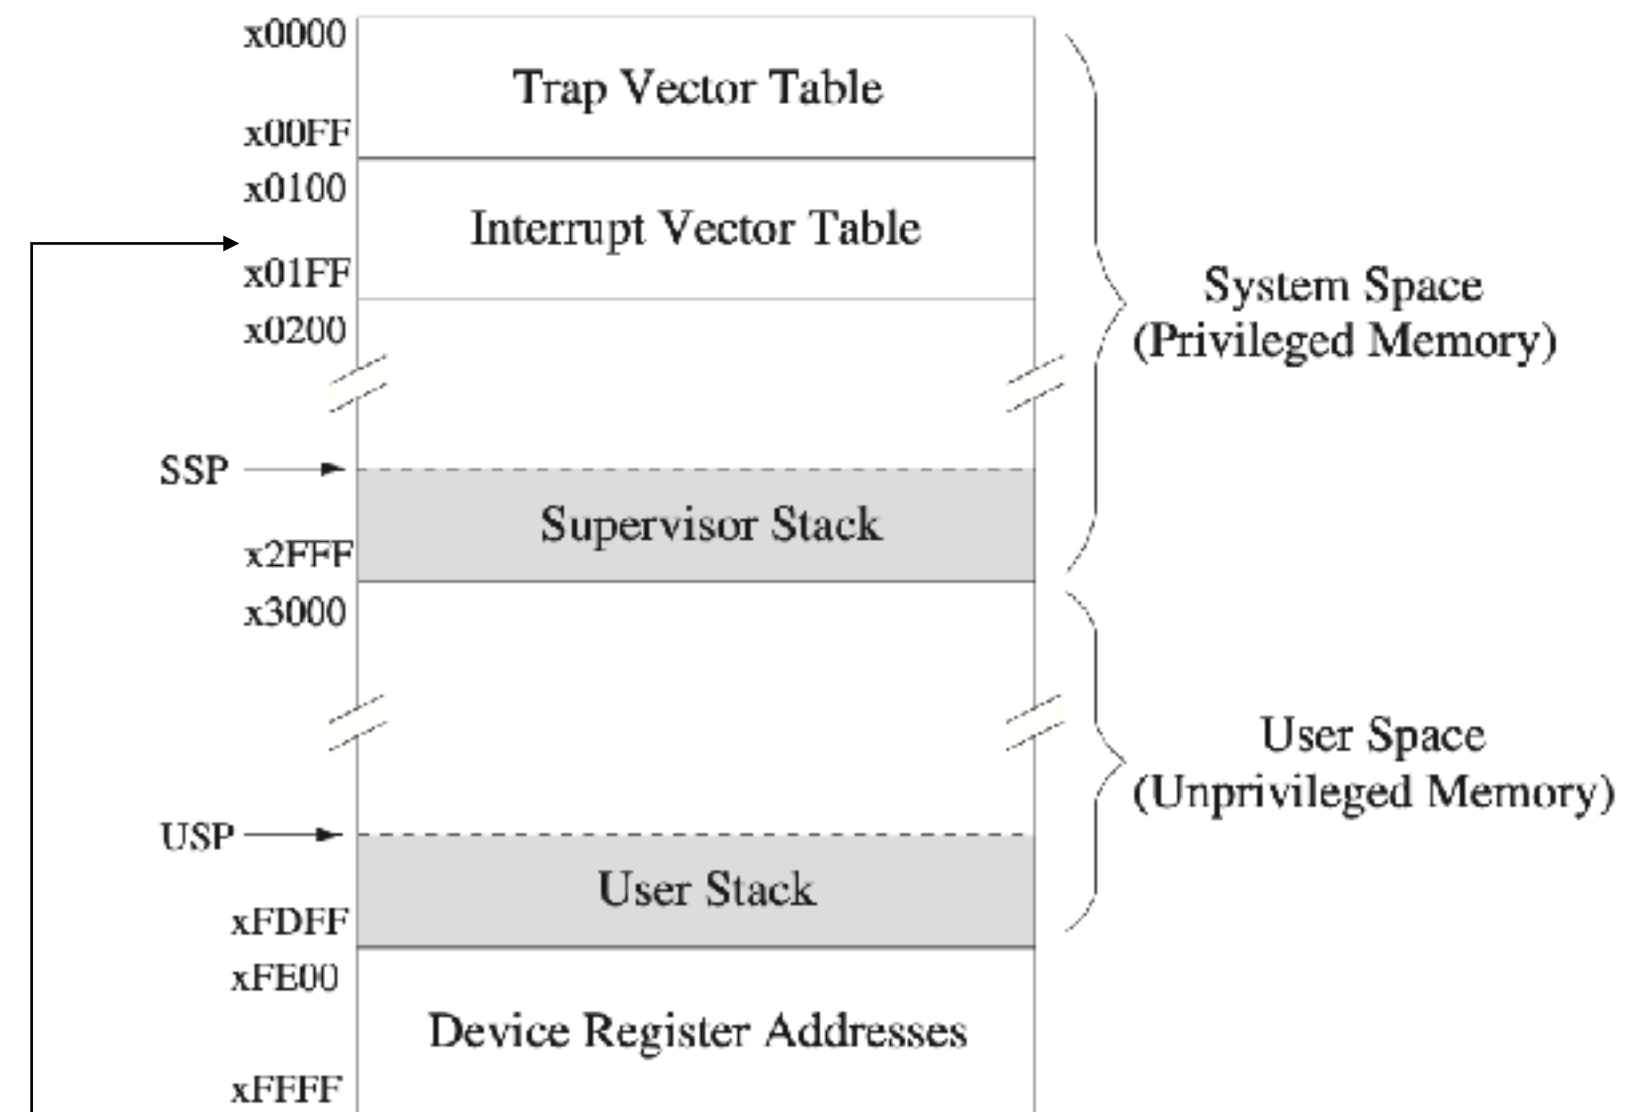 x0000
Trap Vector Table
x00FF
x0100
Interrupt Vector Table
x01FF
x0200
System Space
(Privileged Memory)
SSP
Supervisor Stack
x2FFF
x3000
User Space
(Unprivileged Memory)
USP
User Stack
xFDFF
xFE00
Device Register Addresses
xFFFF